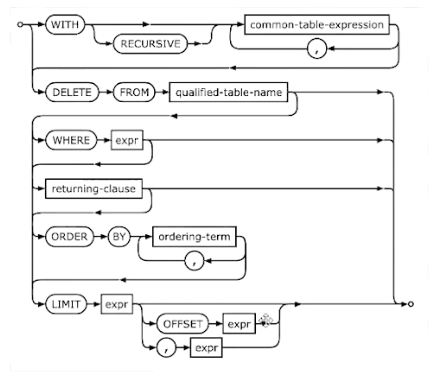 WITH common-table-expression
RECURSIVE ,
DELETE FROM qualified-table-name
WHERE expr
returning-clause
ORDER BY ordering-term
,
LIMIT expr
OFFSET expr
, expr